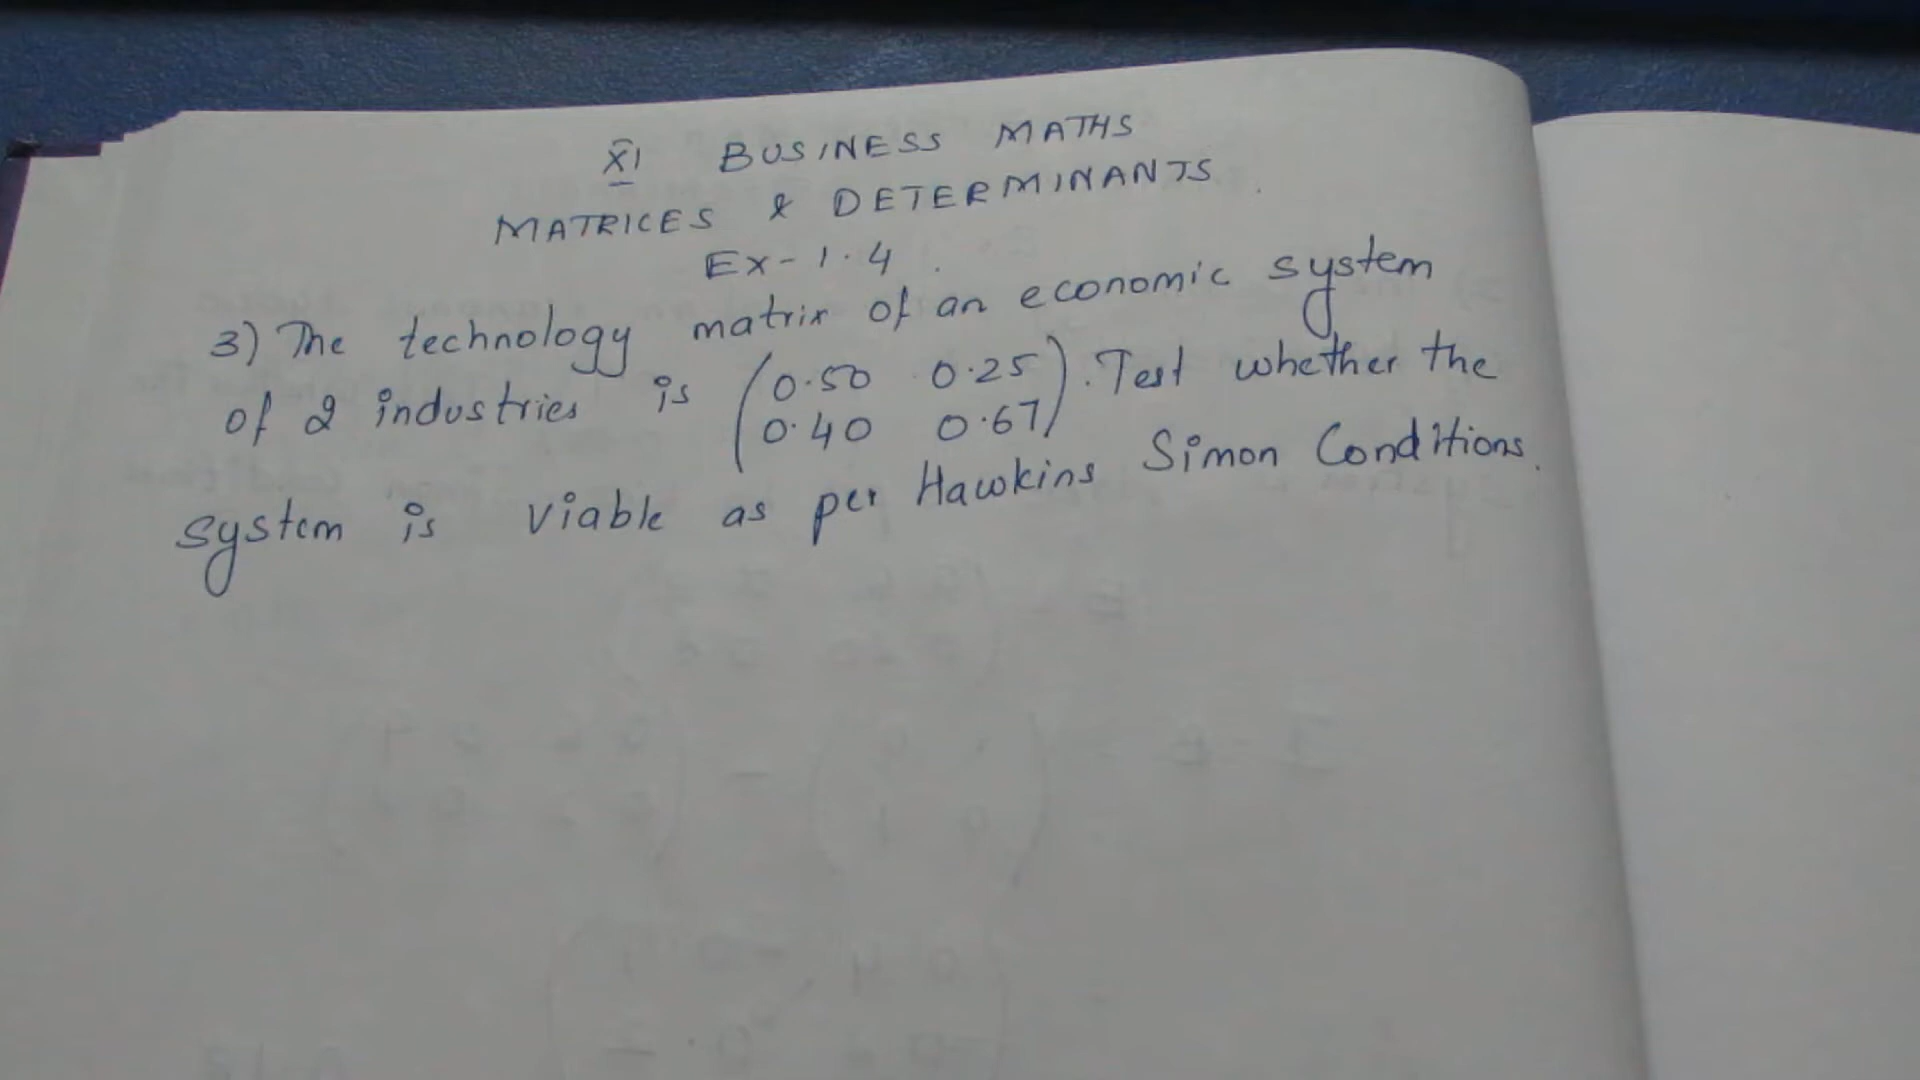 XI BUSINESS MATHS
MATRICES & DETERMINANTS
Ex-1.4
3) The technology matrix of an economic system
of 2 industries is (0.50 0.25
0.40 0.67). Test whether the
system is viable as per Hawkins Simon Conditions.